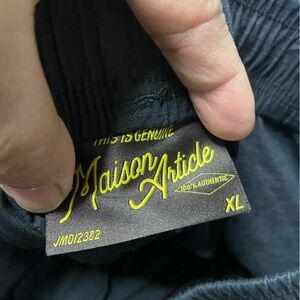 THIS IS GENUINE
Maison Article
100% AUTHENTIC
JM012382
XL